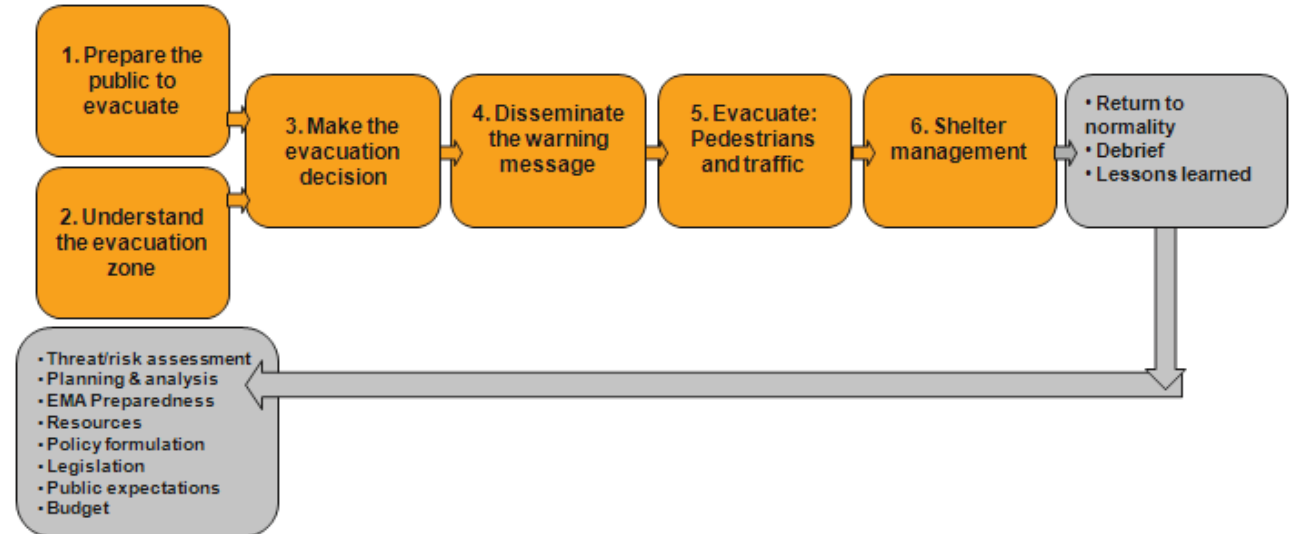 1. Prepare the
public to
evacuate
2. Understand
the evacuation
zone
3. Make the
evacuation
decision
4. Disseminate
the warning
message
5. Evacuate:
Pedestrians
and traffic
6. Shelter
management
• Return to
normality
• Debrief
• Lessons learned
• Threat/risk assessment
• Planning & analysis
• EMA Preparedness
• Resources
• Policy formulation
• Legislation
• Public expectations
• Budget